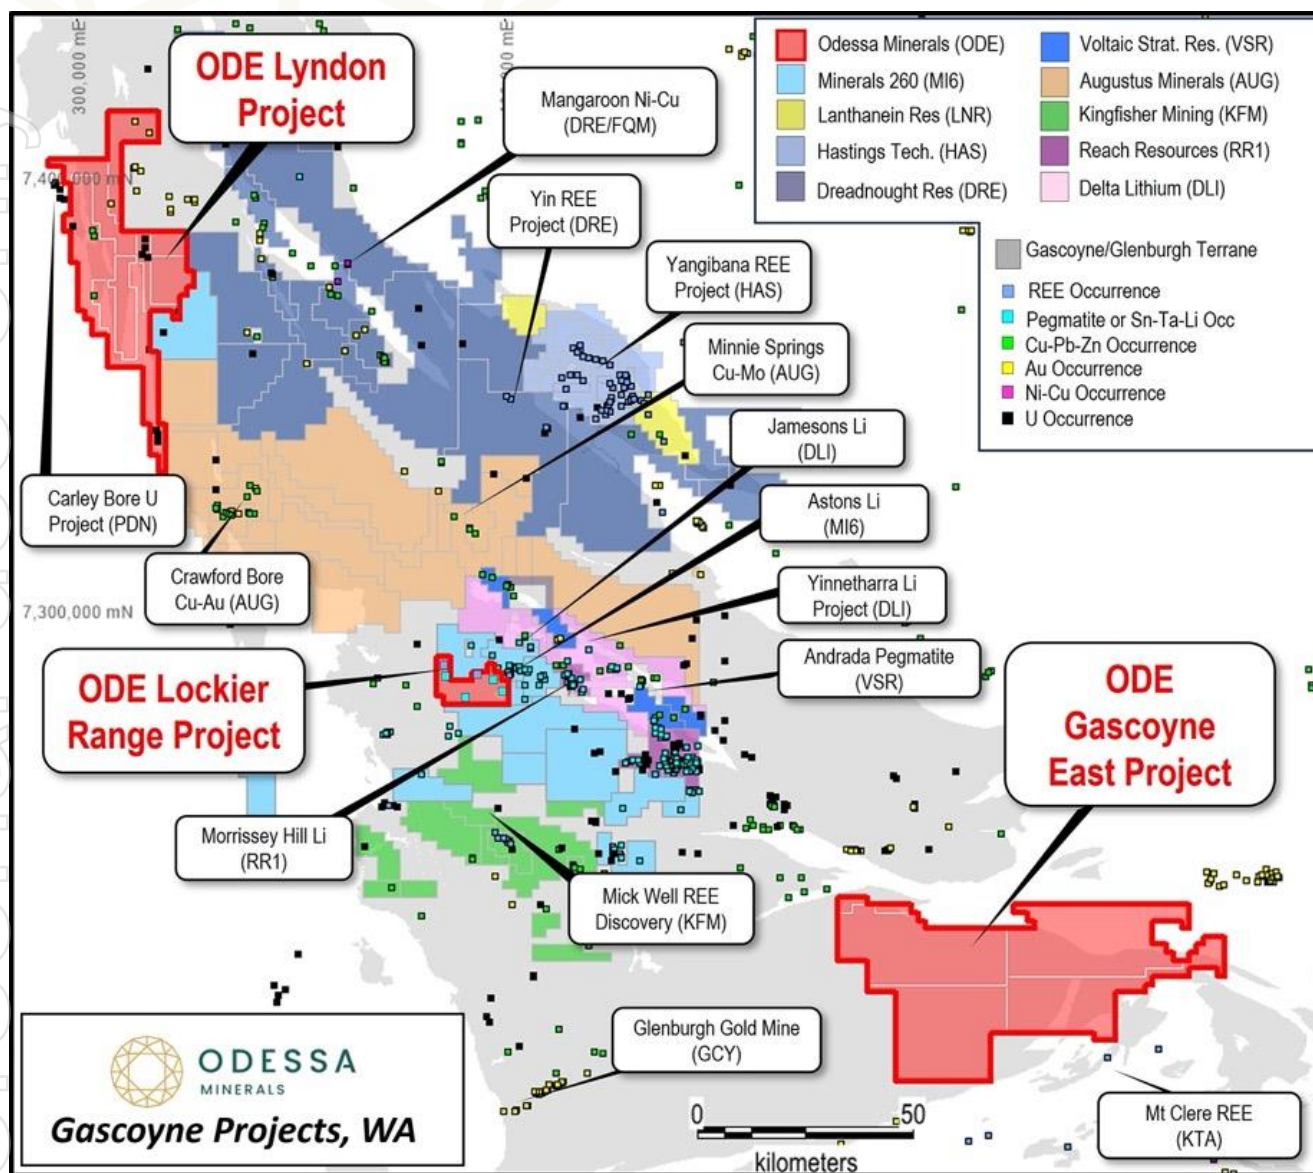 300,000 mE
00,000 mE
7,400,000 mN
7,300,000 mN
ODE Lyndon
Project
Mangaroon Ni-Cu
(DRE/FQM)
Yin REE
Project (DRE)
Yangibana REE
Project (HAS)
Minnie Springs
Cu-Mo (AUG)
Jamesons Li
(DLI)
Astons Li
(MI6)
Yinnetharra Li
Project (DLI)
Andrada Pegmatite
(VSR)
Carley Bore U
Project (PDN)
Crawford Bore
Cu-Au (AUG)
ODE Lockier
Range Project
ODE
Gascoyne
East Project
Morrissey Hill Li
(RR1)
Mick Well REE
Discovery (KFM)
Glenburgh Gold Mine
(GCY)
Mt Clere REE
(KTA)
Odessa Minerals (ODE)
Minerals 260 (MI6)
Lanthanein Res (LNR)
Hastings Tech. (HAS)
Dreadnought Res (DRE)
Voltaic Strat. Res. (VSR)
Augustus Minerals (AUG)
Kingfisher Mining (KFM)
Reach Resources (RR1)
Delta Lithium (DLI)
Gascoyne/Glenburgh Terrane
REE Occurrence
Pegmatite or Sn-Ta-Li Occ
Cu-Pb-Zn Occurrence
Au Occurrence
Ni-Cu Occurrence
U Occurrence
ODESSA
MINERALS
Gascoyne Projects, WA
0 50
kilometers